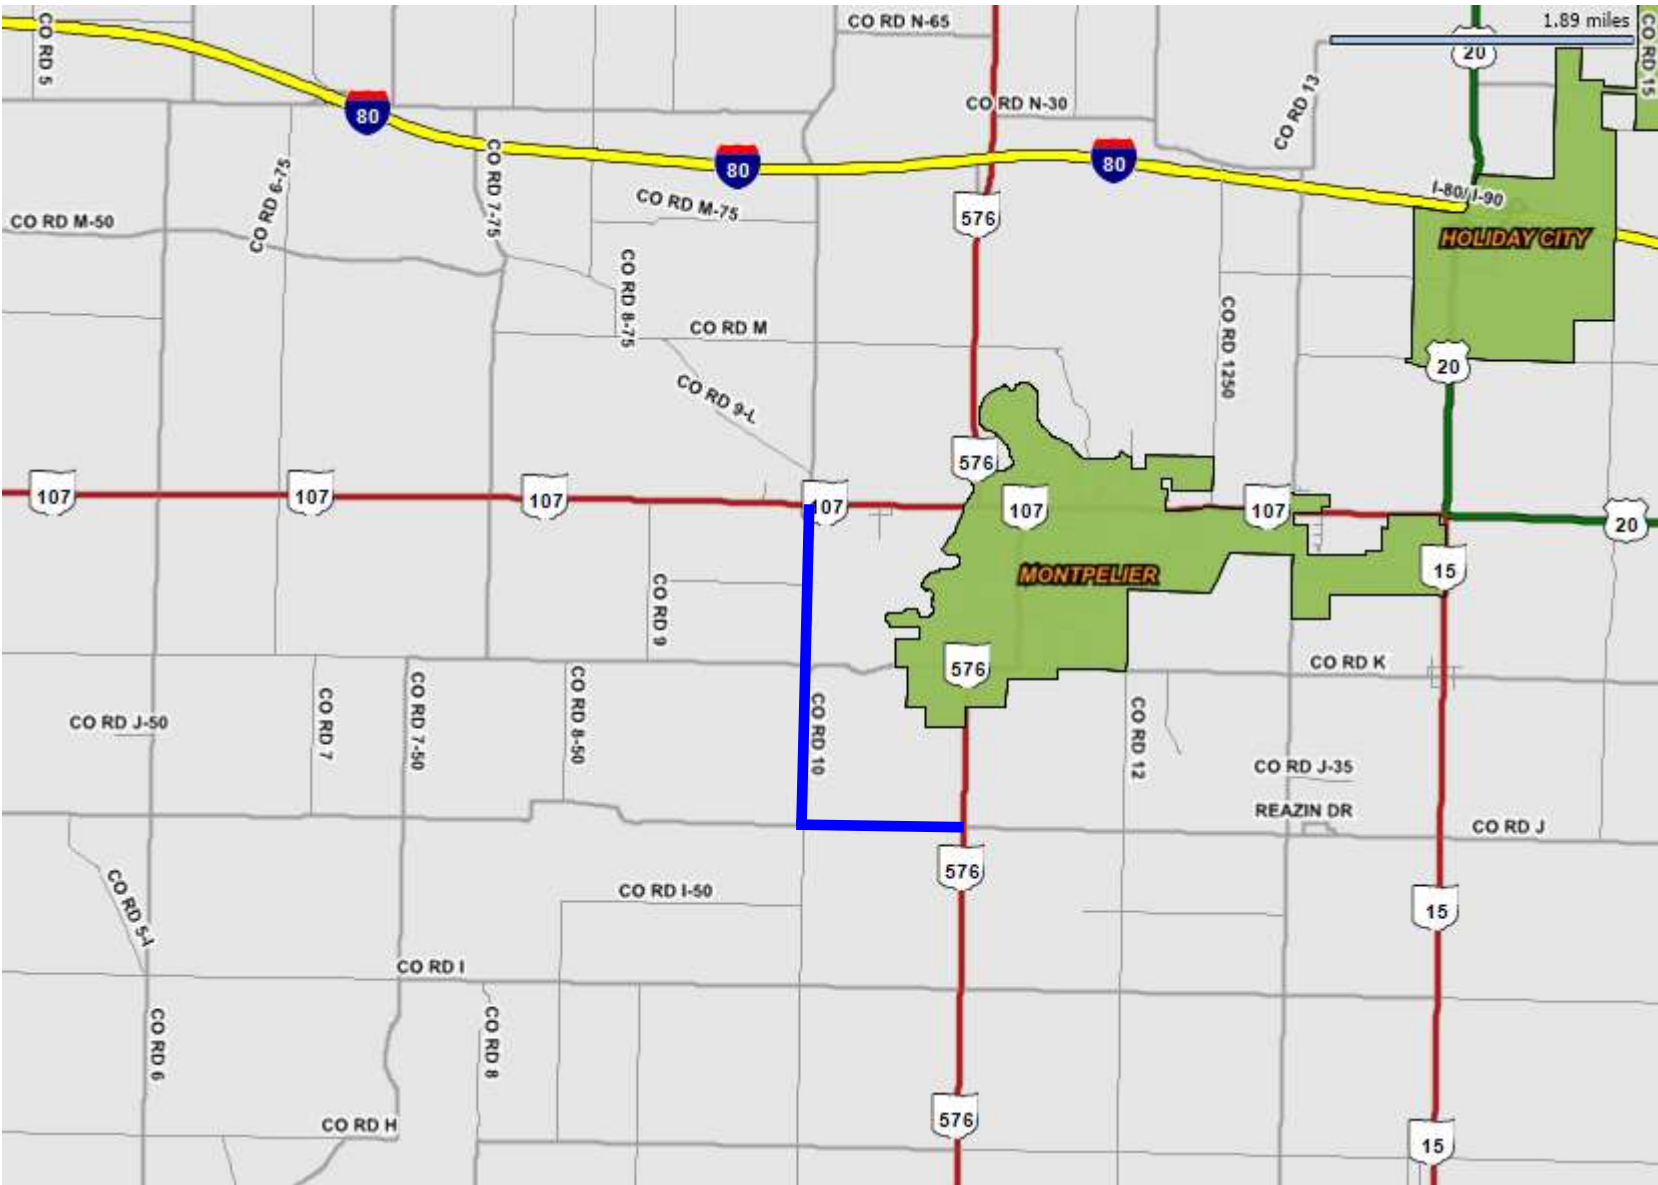 CO RD N-65
1.89 miles
CO RD 5
20
CO RD 15
80
CO RD N-30
CO RD 13
CO RD 7-75
80
80
CO RD 6-75
CO RD M-75
I-80/I-90
CO RD M-50
576
HOLIDAY CITY
CO RD 8-75
CO RD M
CO RD 1250
20
CO RD 9-L
576
107
107
107
107
107
107
20
CO RD 9
MONTPELIER
15
576
CO RD K
CO RD J-50
CO RD 7
CO RD 7-50
CO RD 8-50
CO RD 10
CO RD 12
CO RD J-35
REAZIN DR
CO RD J
576
CO RD 5-I
CO RD I-50
15
CO RD I
CO RD 6
CO RD 8
CO RD H
576
15